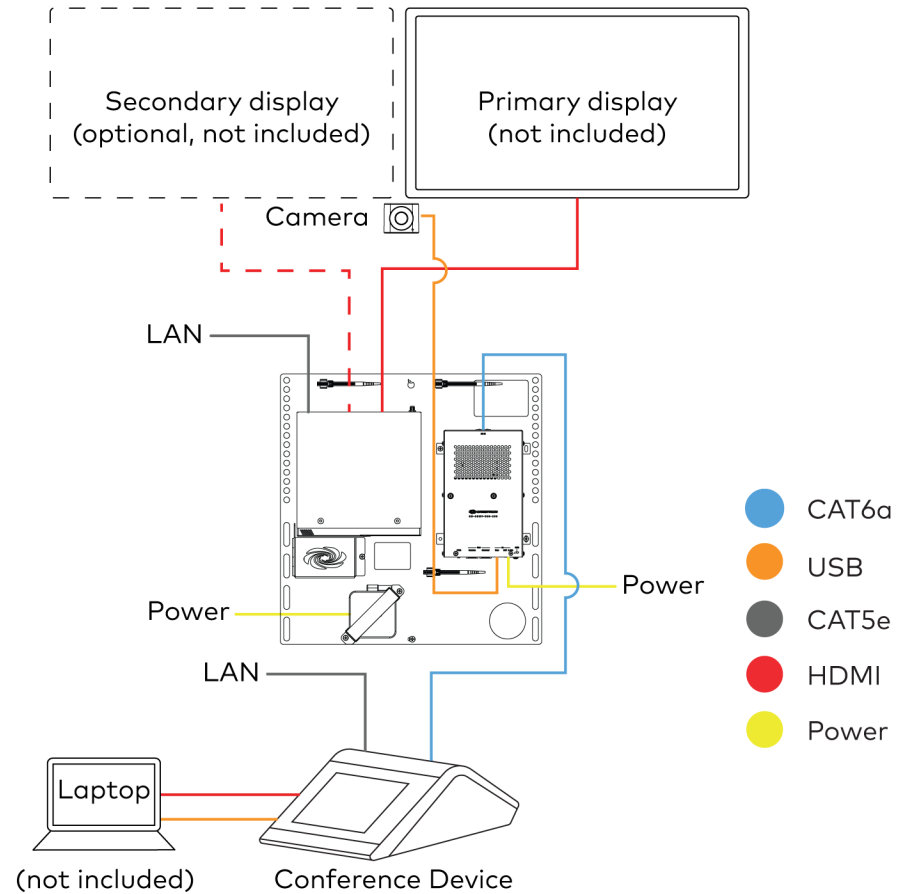 Secondary display
(optional, not included)
Primary display
(not included)
Camera
LAN
Power
Power
LAN
Laptop
(not included)
Conference Device
CAT6a
USB
CAT5e
HDMI
Power